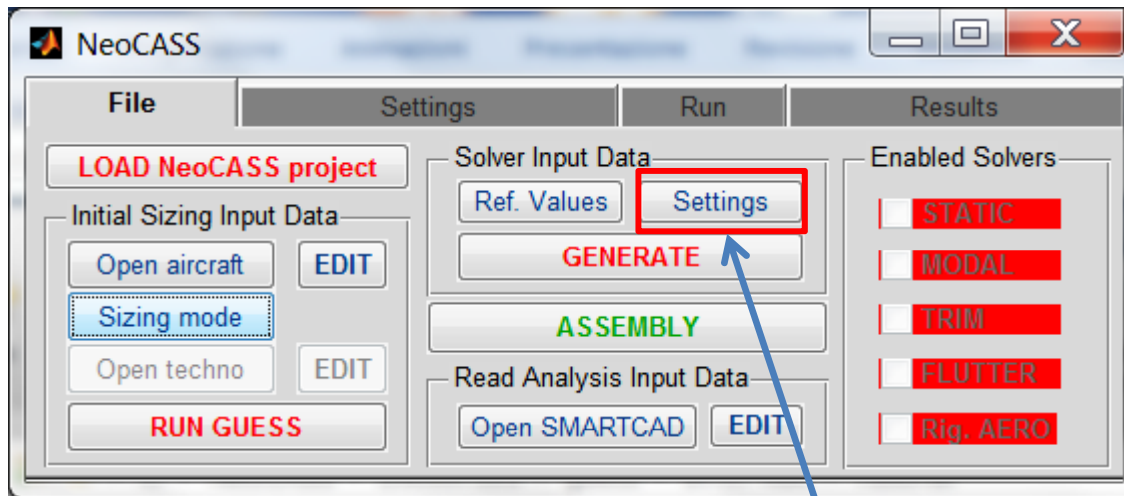 NeoCASS
File Settings Run Results
LOAD NeoCASS project
Initial Sizing Input Data
Open aircraft EDIT
Sizing mode
Open techno EDIT
RUN GUESS
Solver Input Data
Ref. Values Settings
GENERATE
ASSEMBLY
Read Analysis Input Data
Open SMARTCAD EDIT
Enabled Solvers
STATIC
MODAL
TRIM
FLUTTER
Rig. AERO